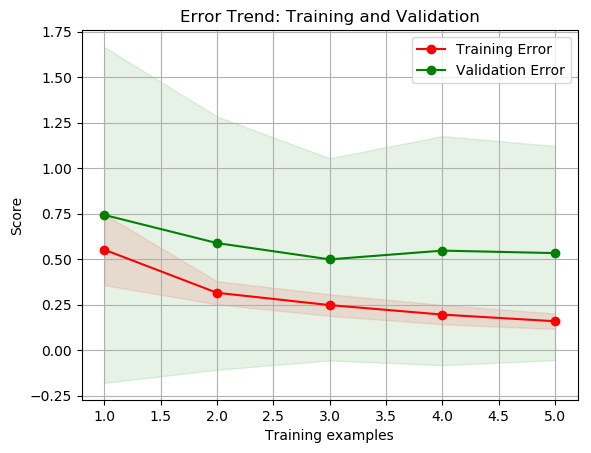 Error Trend: Training and Validation
Training Error
Validation Error
Score
1.75
1.50
1.25
1.00
0.75
0.50
0.25
0.00
−0.25
1.0 1.5 2.0 2.5 3.0 3.5 4.0 4.5 5.0
Training examples